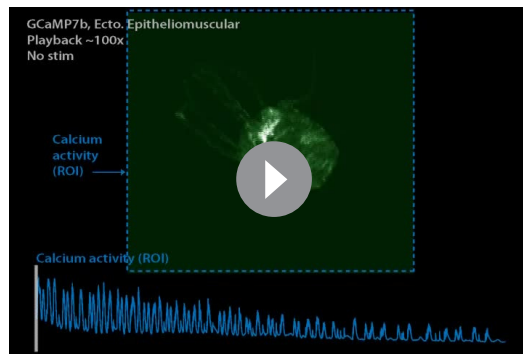 GCaMP7b, Ecto. Epitheliomuscular
Playback ~100x
No stim
Calcium
activity
(ROI)
Calcium activity (ROI)